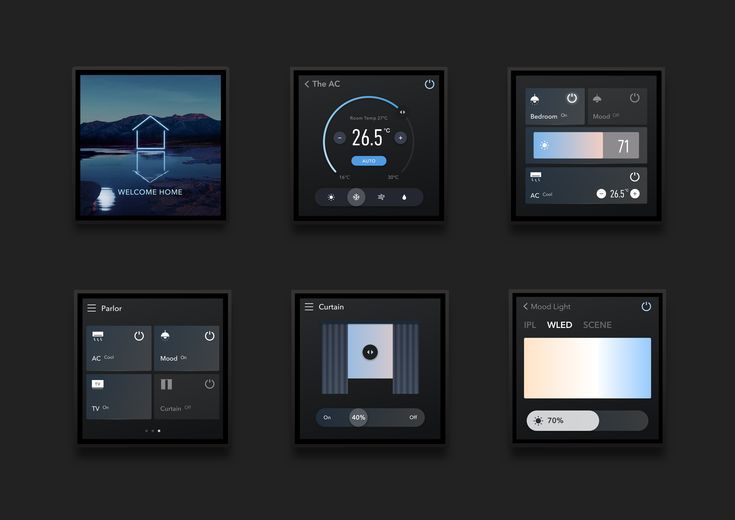 WELCOME HOME
The AC
Room Temp 27°C
26.5 °C
AUTO
16°C 30°C
Bedroom On
Mood Off
71
AC Cool
26.5 °C
Parlor
AC Cool
Mood On
TV
TV On
Curtain Off
Curtain
On 40% Off
Mood Light
IPL WLED SCENE
70%